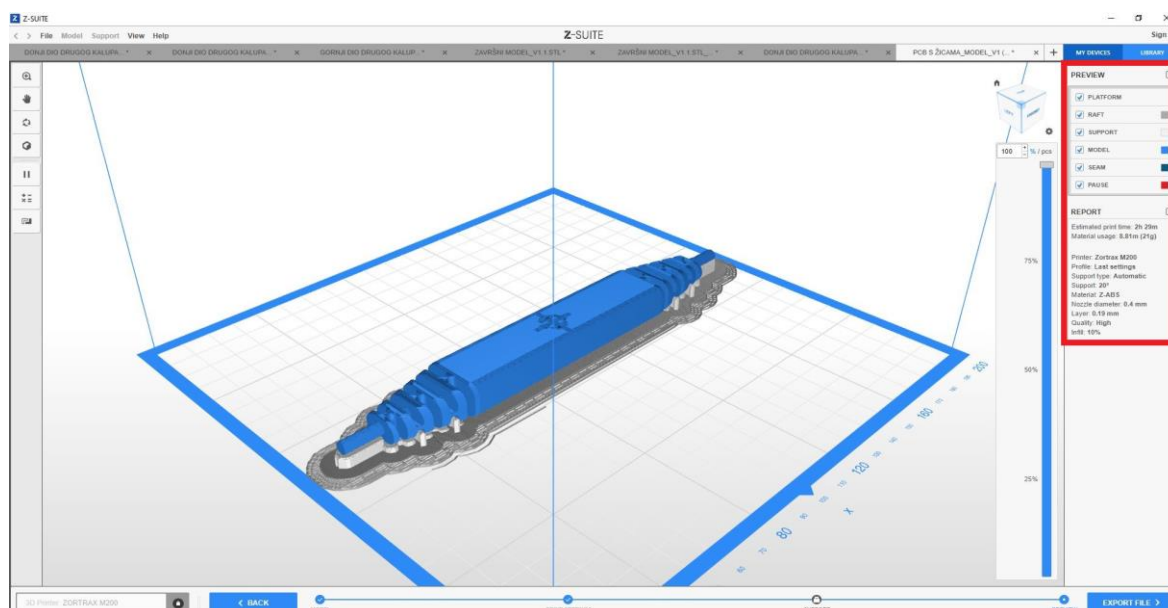 Z-SUITE
File Model Support View Help
Z-SUITE
Sign
DONJI DIO DRUGOG KALUPA... *
DONJI DIO DRUGOG KALUPA... *
GORNJI DIO DRUGOG KALUP... *
ZAVRŠNI MODEL_V1 1.STL *
ZAVRŠNI MODEL_V1 1.STL_... *
DONJI DIO DRUGOG KALUPA... *
PCB S ŽICAMA_MODEL_V1 (... *
MY DEVICES
LIBRARY
PREVIEW
PLATFORM
RAFT
SUPPORT
MODEL
SEAM
PAUSE
100 % / pcs
75%
50%
25%
REPORT
Estimated print time: 2h 29m
Material usage: 8.81m (21g)
Printer: Zortrax M200
Profile: Last settings
Support type: Automatic
Support: 20°
Material: Z-ABS
Nozzle diameter: 0.4 mm
Layer: 0.19 mm
Quality: High
Infill: 10%
200
160
120
80
X
3D Printer: ZORTRAX M200
< BACK
EXPORT FILE >